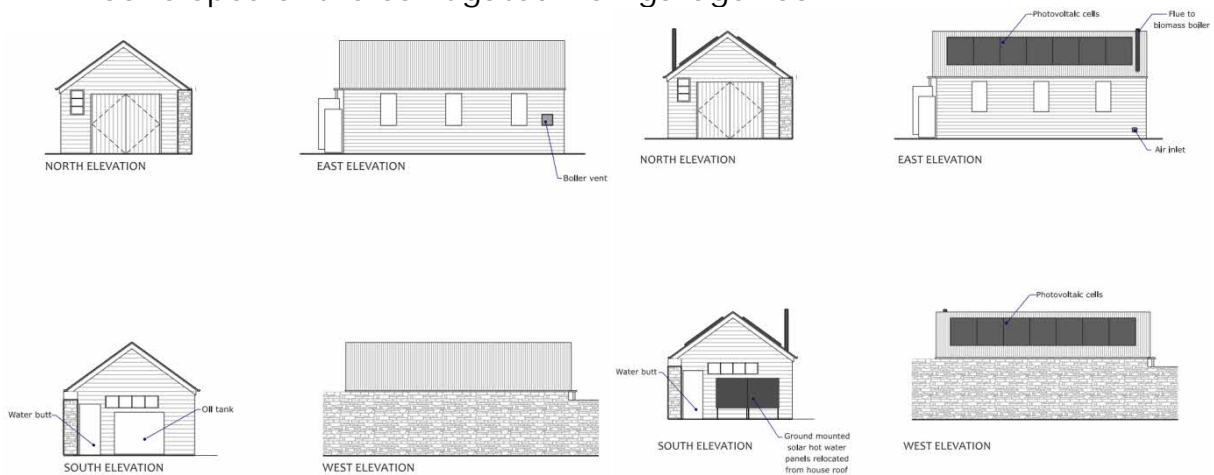 Photovoltaic cells
Flue to
biomass boiler
NORTH ELEVATION
EAST ELEVATION
Boiler vent
NORTH ELEVATION
EAST ELEVATION
Air inlet
Water butt
Oil tank
SOUTH ELEVATION
WEST ELEVATION
Photovoltaic cells
Water butt
SOUTH ELEVATION
Ground mounted
solar hot water
panels relocated
from house roof
WEST ELEVATION